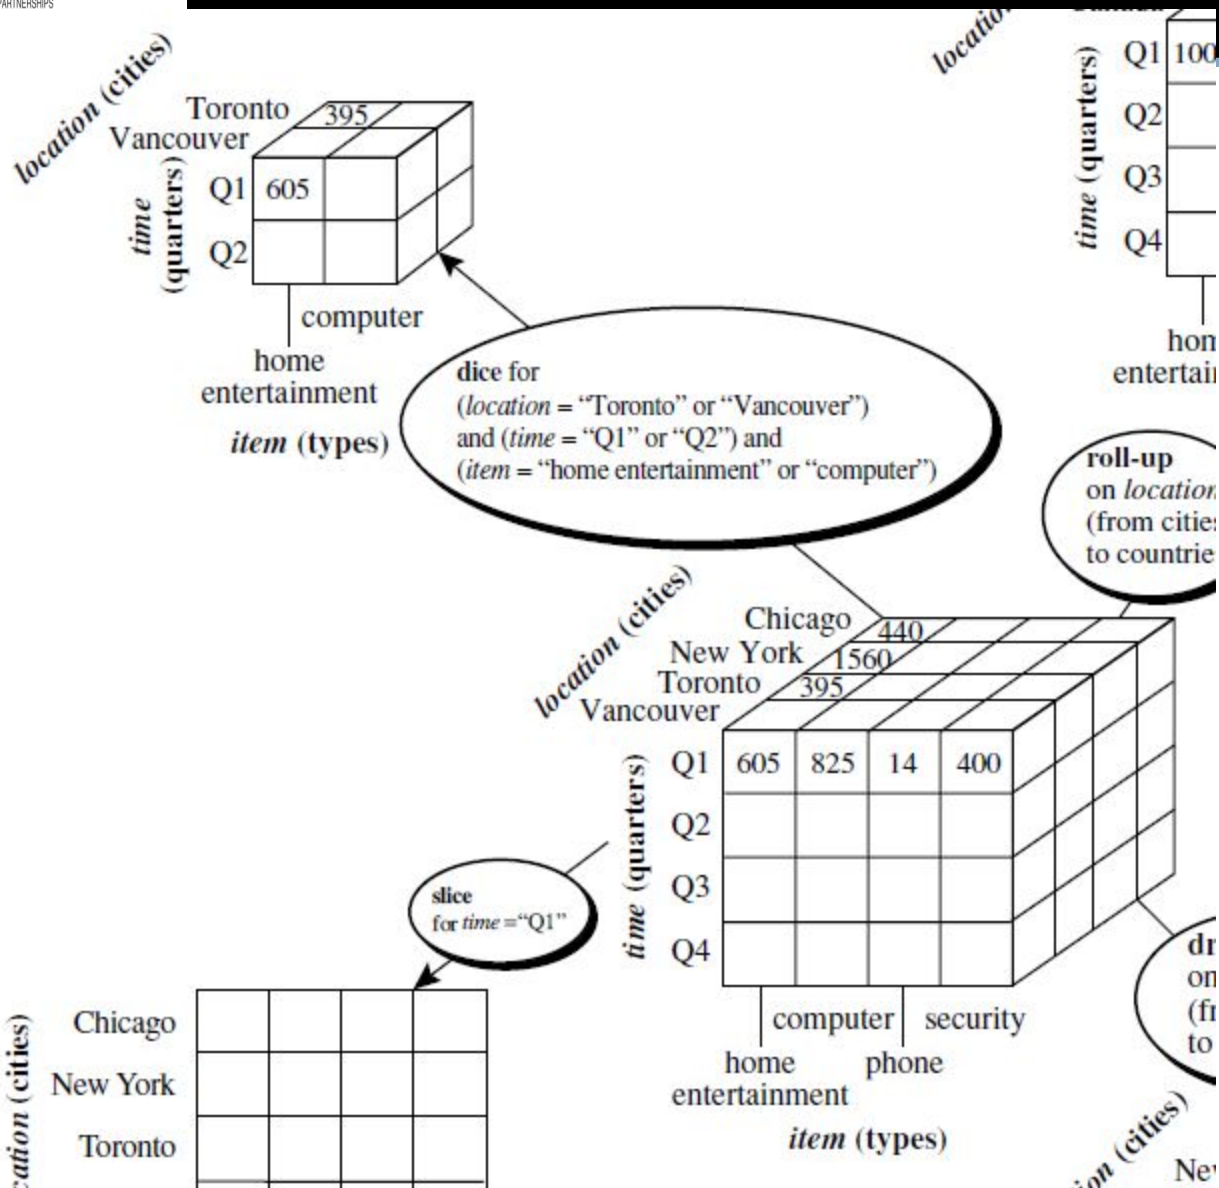 PARTNERSHIPS
location (cities)
Toronto
395
Vancouver
time
(quarters)
Q1
605
Q2
computer
home
entertainment
item (types)
dice for
(location = “Toronto” or “Vancouver”)
and (time = “Q1” or “Q2”) and
(item = “home entertainment” or “computer”)
time (quarters)
Q1
100
Q2
Q3
Q4
roll-up
on location
to countrie
location (cities)
Chicago
440
New York
1560
Toronto
395
Vancouver
time (quarters)
Q1 605 825 14 400
Q2
Q3
Q4
computer security
home phone
entertainment
item (types)
slice
for time =“Q1”
Chicago
New York
Toronto
(cities)
on
to
(cities)